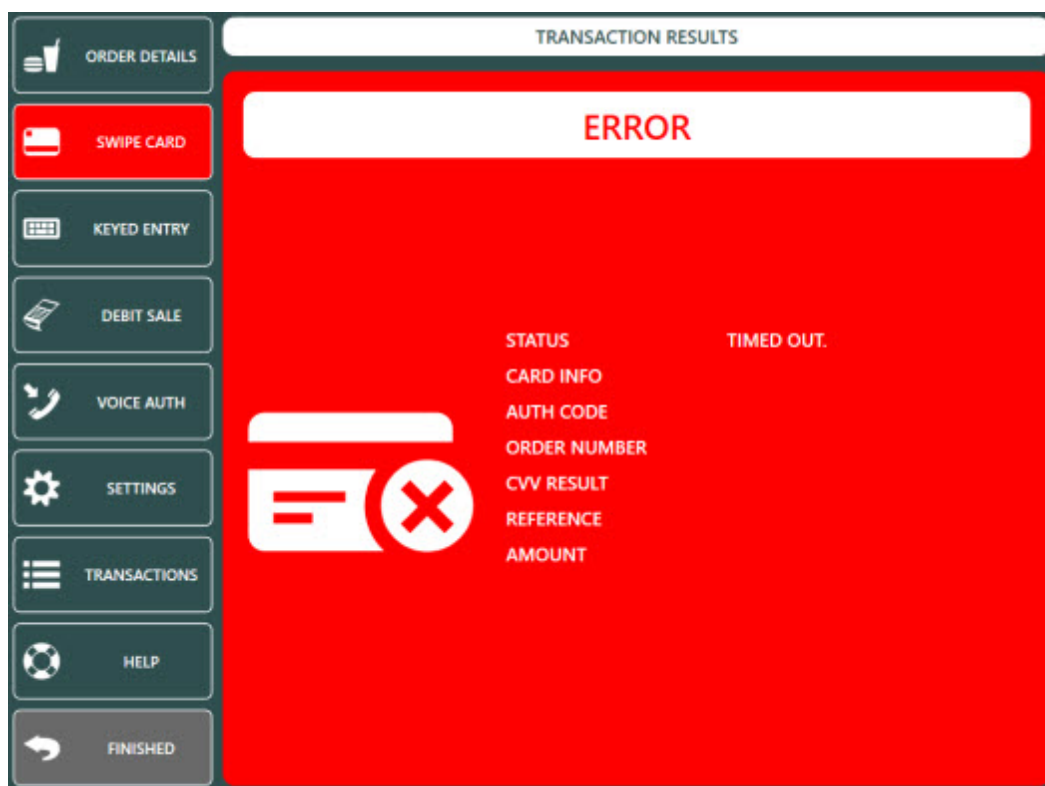 ORDER DETAILS
SWIPE CARD
KEYED ENTRY
DEBIT SALE
VOICE AUTH
SETTINGS
TRANSACTIONS
HELP
FINISHED
TRANSACTION RESULTS
ERROR
STATUS TIMED OUT.
CARD INFO
AUTH CODE
ORDER NUMBER
CVV RESULT
REFERENCE
AMOUNT